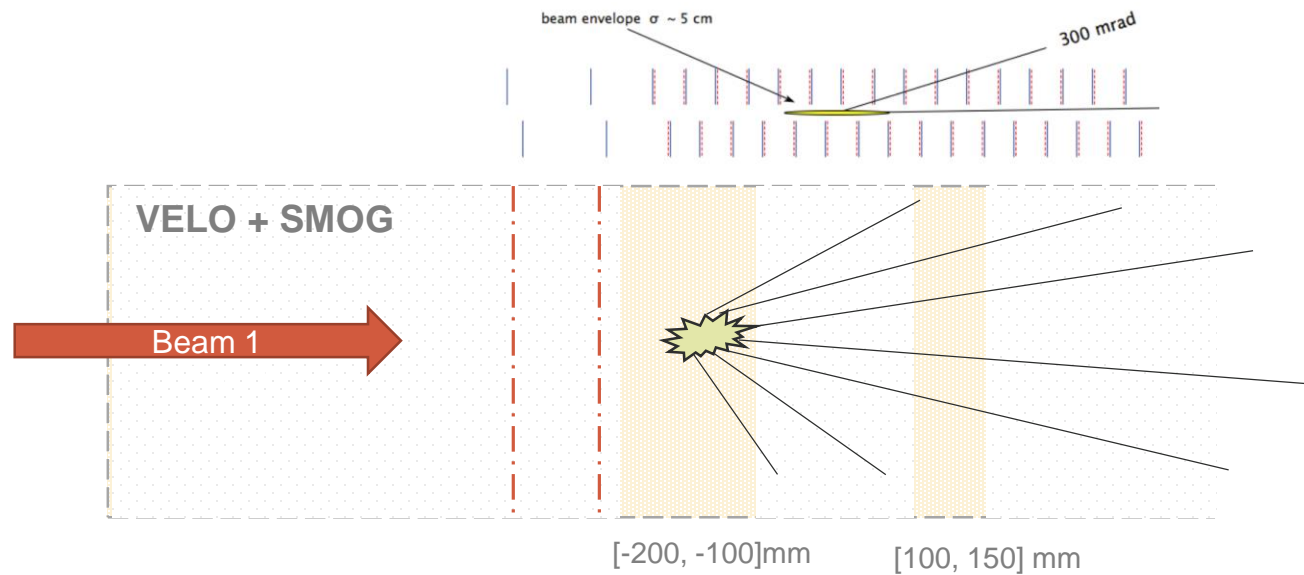 beam envelope σ ~ 5 cm
300 mrad
VELO + SMOG
Beam 1
[-200, -100]mm
[100, 150] mm